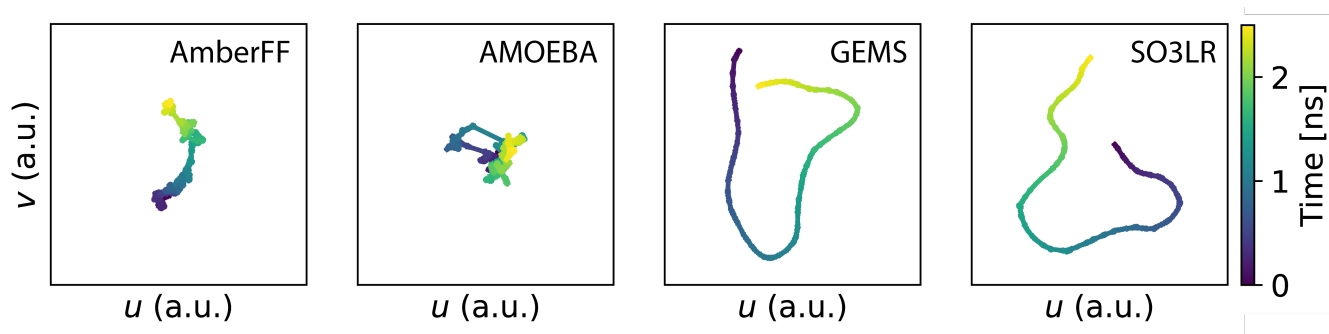 AmberFF
AMOEBA
GEMS
SO3LR
v (a.u.)
u (a.u.)
u (a.u.)
u (a.u.)
u (a.u.)
2
1
0
Time [ns]